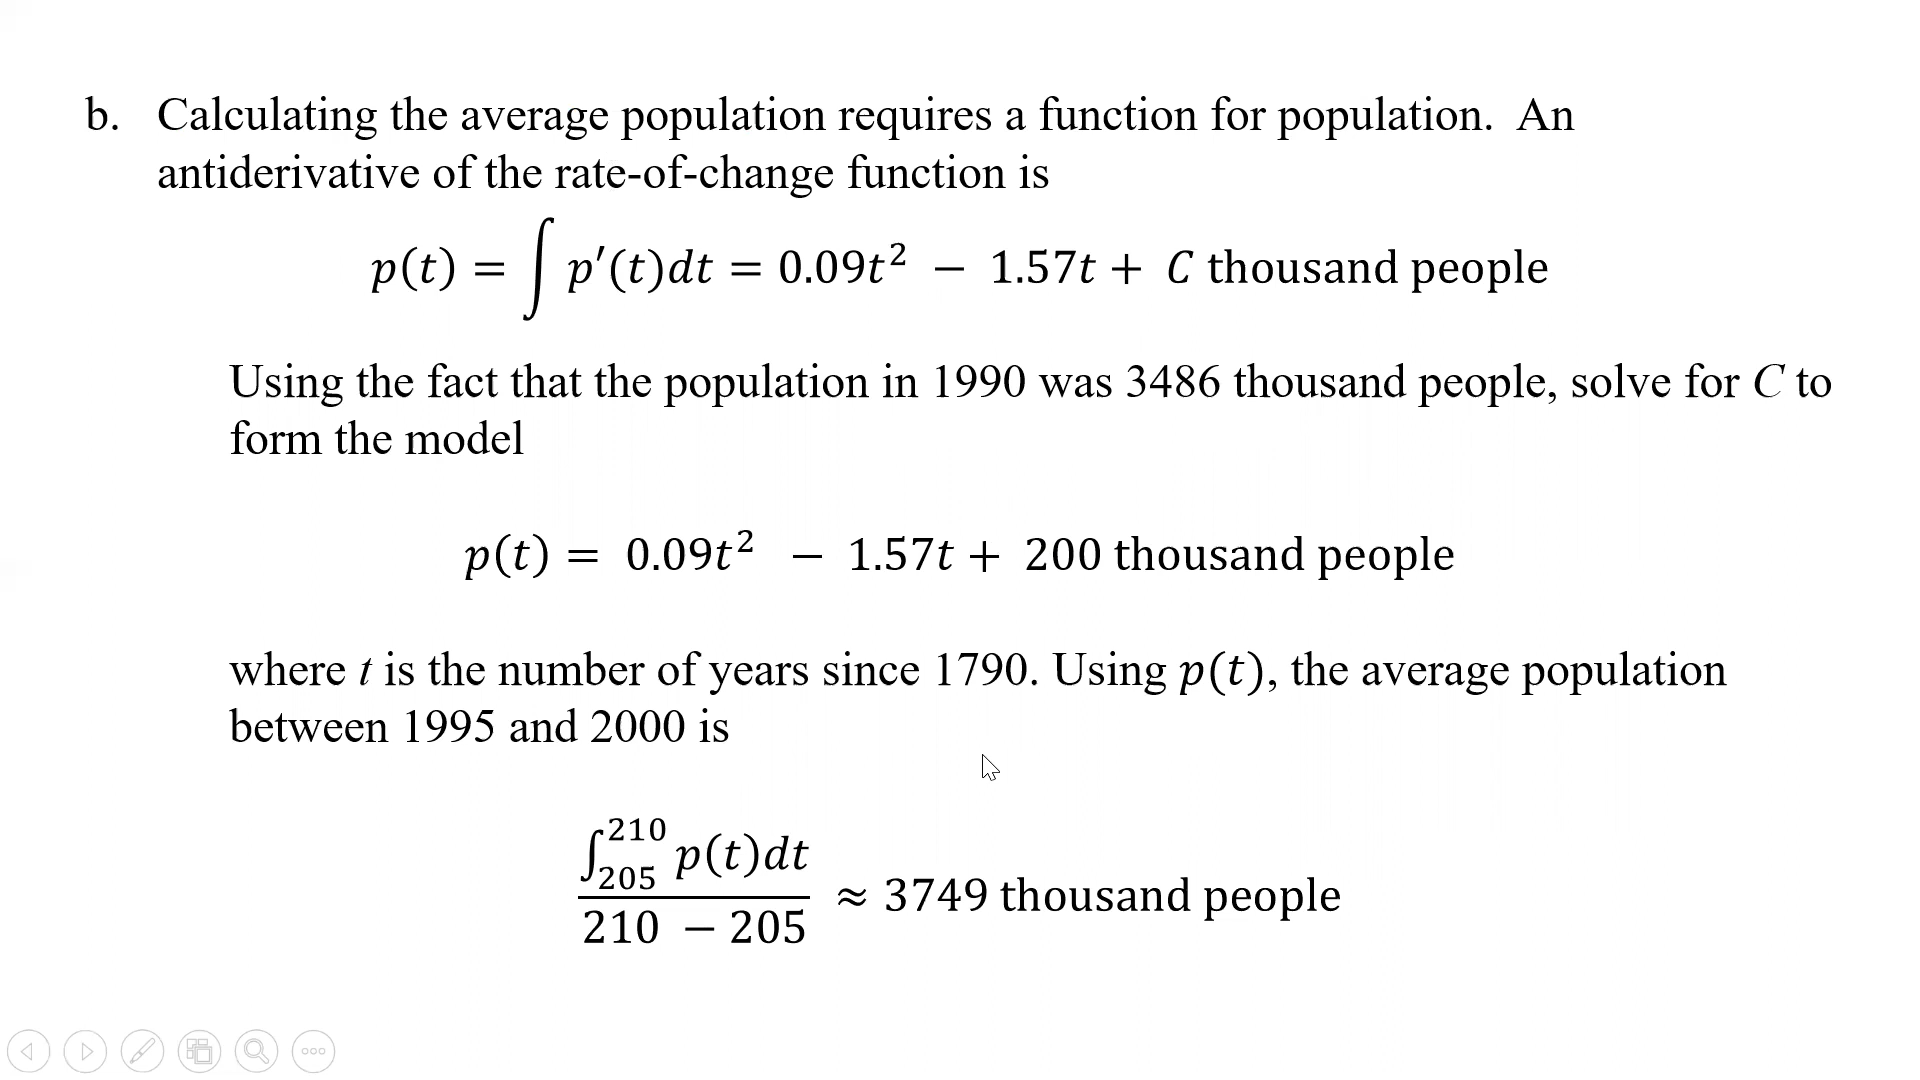 b. Calculating the average population requires a function for population. An
antiderivative of the rate-of-change function is
p(t) = ∫ p′(t)dt = 0.09t² − 1.57t + C thousand people
Using the fact that the population in 1990 was 3486 thousand people, solve for C to
form the model
p(t) = 0.09t² − 1.57t + 200 thousand people
where t is the number of years since 1790. Using p(t), the average population
between 1995 and 2000 is
∫₂₀₅²¹⁰ p(t)dt
210 − 205
≈ 3749 thousand people